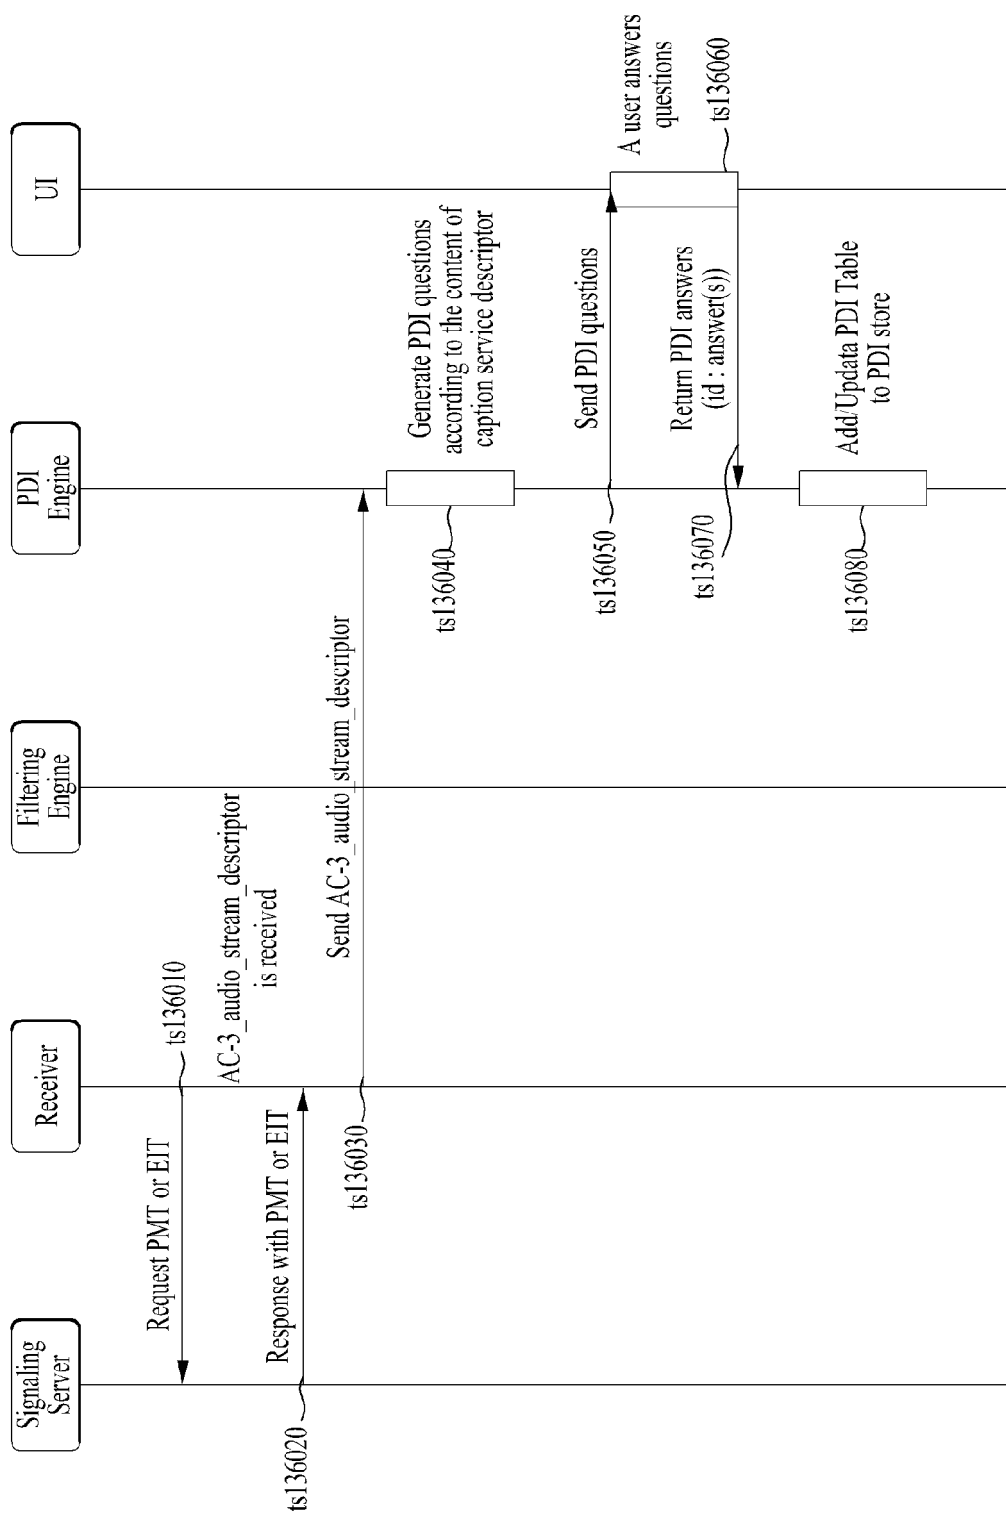 Signaling
Server
Receiver
Filtering
Engine
PDI
Engine
UI
Request PMT or EIT
ts136010
AC-3_audio_stream_descriptor
is received
Response with PMT or EIT
ts136020
Send AC-3_audio_stream_descriptor
ts136030
Generate PDI questions
according to the content of
caption service descriptor
ts136040
Send PDI questions
ts136050
A user answers
questions
ts136060
Return PDI answers
(id : answer(s))
ts136070
Add/Updata PDI Table
to PDI store
ts136080